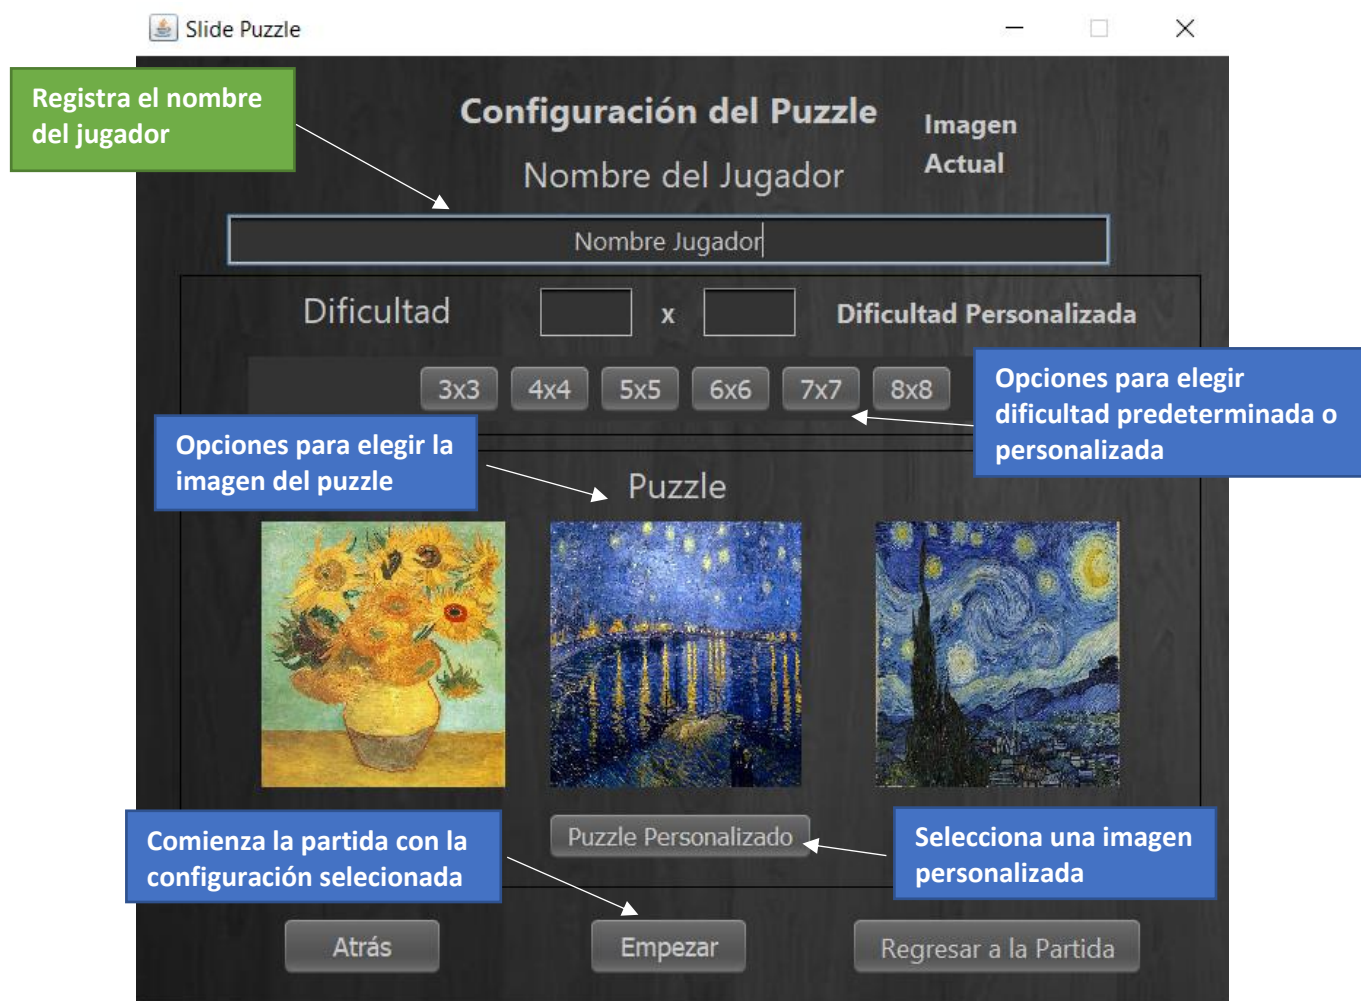 Slide Puzzle
Registra el nombre
del jugador
Configuración del Puzzle
Imagen
Actual
Nombre del Jugador
Nombre Jugador
Dificultad
x
Dificultad Personalizada
3x3 4x4 5x5 6x6 7x7 8x8
Opciones para elegir
dificultad predeterminada o
personalizada
Opciones para elegir la
imagen del puzzle
Puzzle
Puzzle Personalizado
Selecciona una imagen
personalizada
Comienza la partida con la
configuración selecionada
Atrás
Empezar
Regresar a la Partida